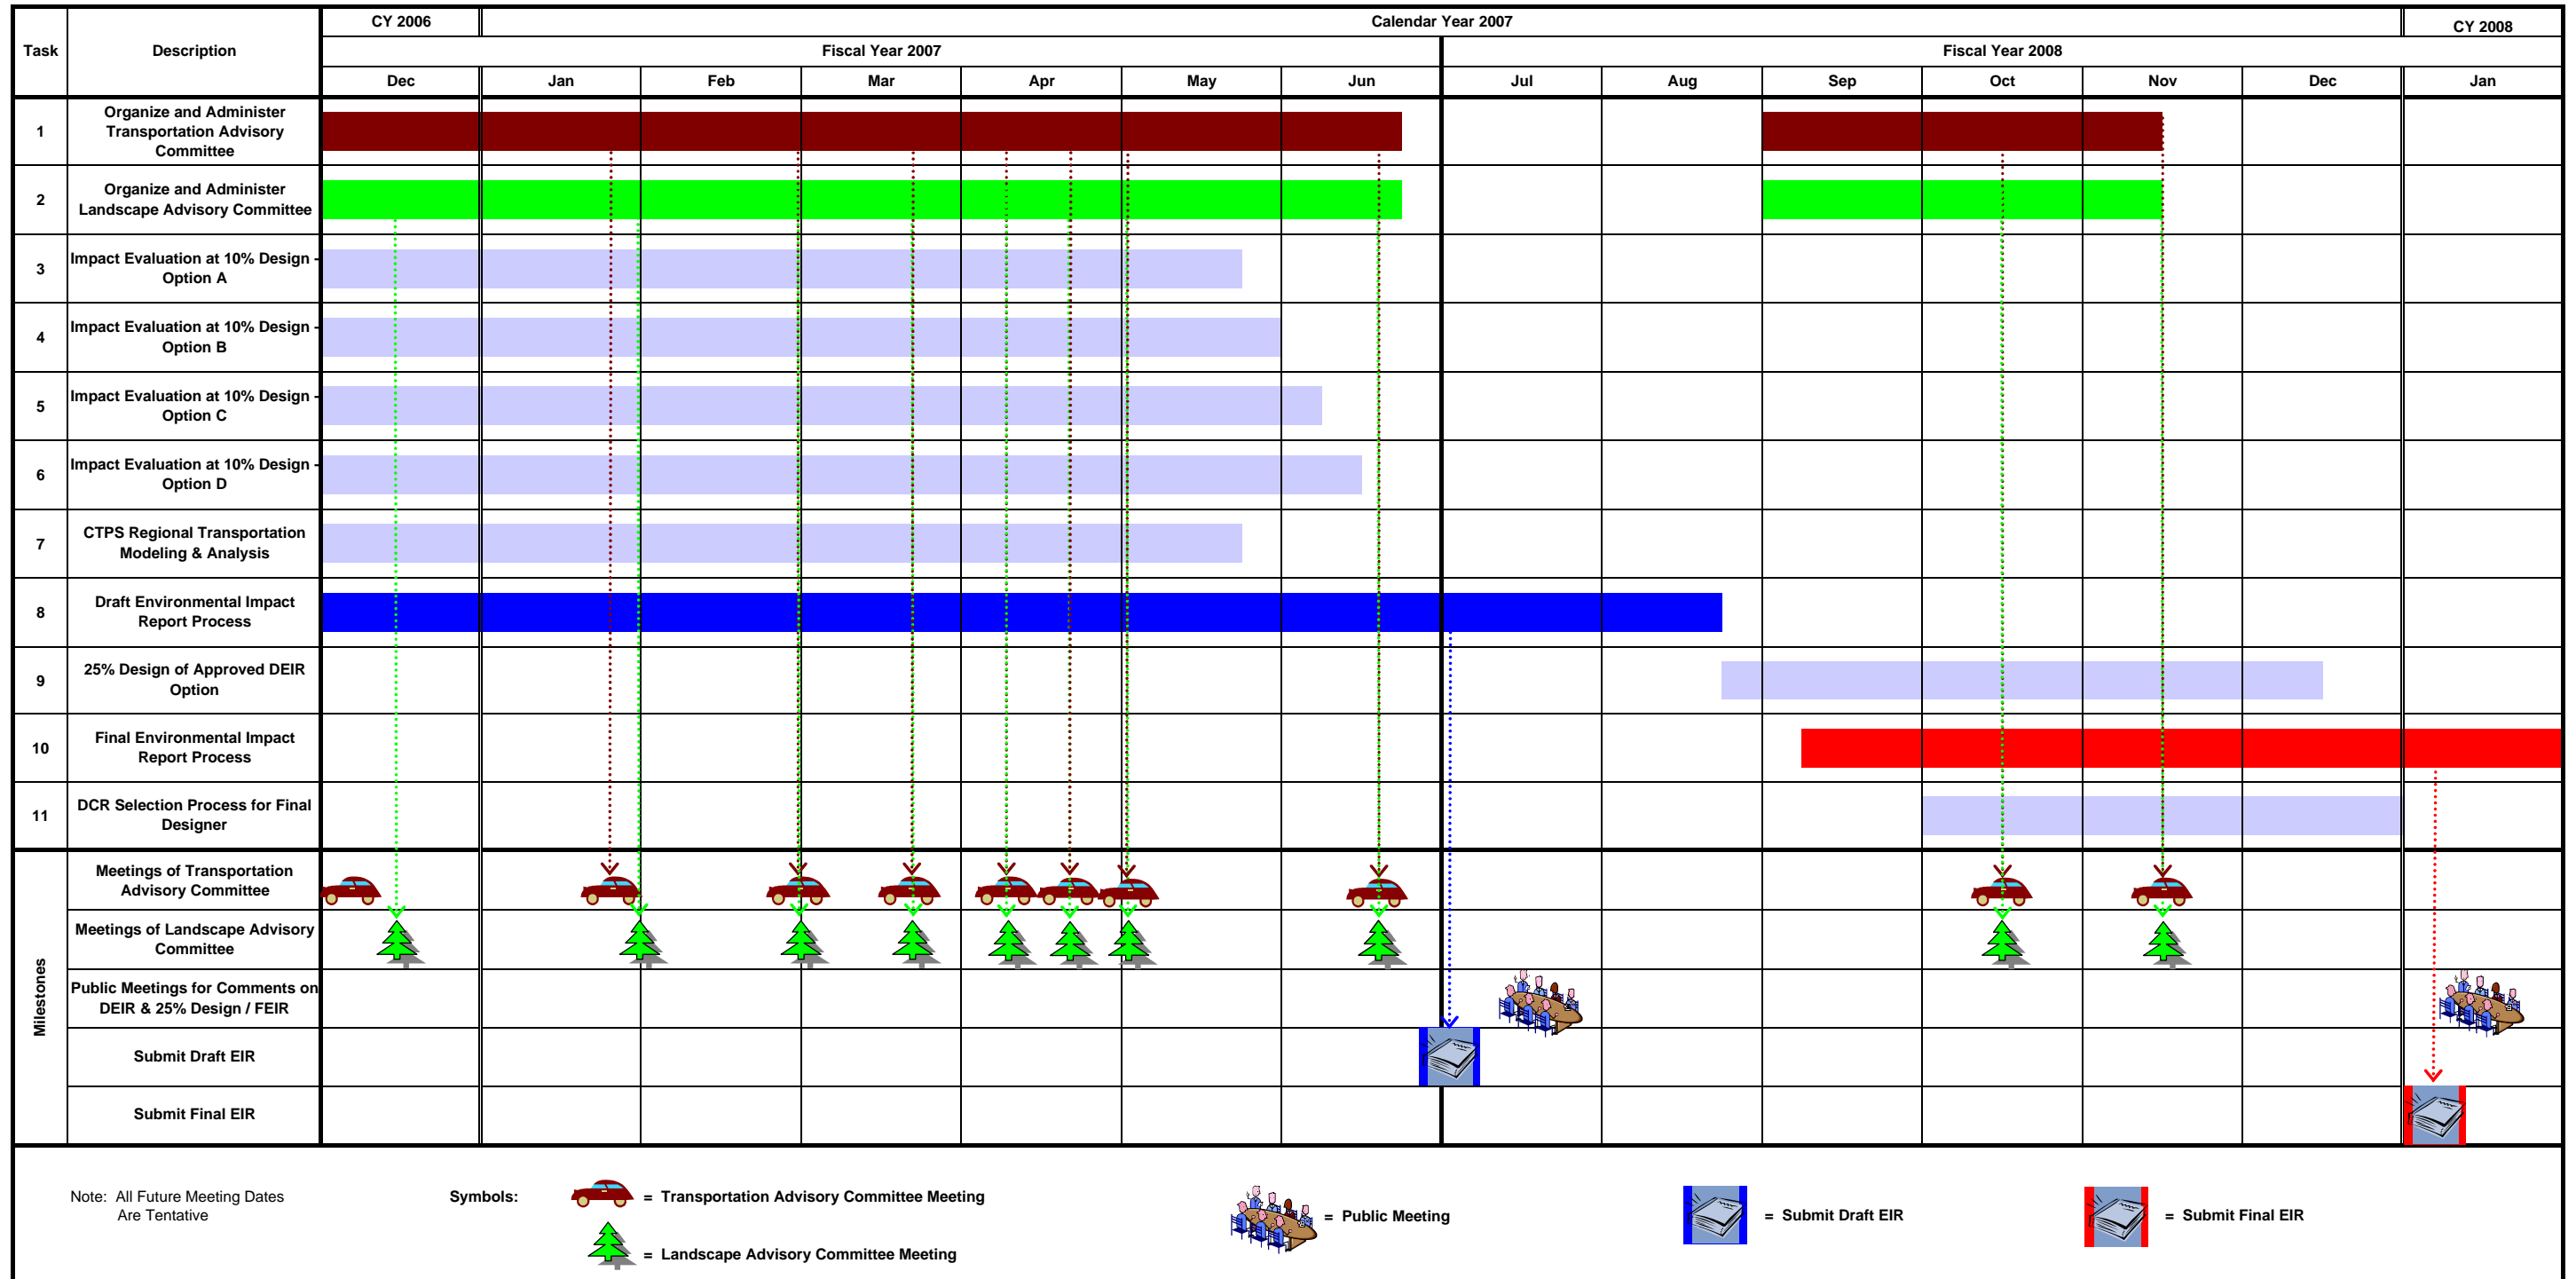 CY 2006
Calendar Year 2007
CY 2008
Task
Description
Fiscal Year 2007
Fiscal Year 2008
Dec
Jan
Feb
Mar
Apr
May
Jun
Jul
Aug
Sep
Oct
Nov
Dec
Jan
1
Organize and Administer
Transportation Advisory
Committee
2
Organize and Administer
Landscape Advisory Committee
3
Impact Evaluation at 10% Design -
Option A
4
Impact Evaluation at 10% Design -
Option B
5
Impact Evaluation at 10% Design -
Option C
6
Impact Evaluation at 10% Design -
Option D
7
CTPS Regional Transportation
Modeling & Analysis
8
Draft Environmental Impact
Report Process
9
25% Design of Approved DEIR
Option
10
Final Environmental Impact
Report Process
11
DCR Selection Process for Final
Designer
Milestones
Meetings of Transportation
Advisory Committee
Meetings of Landscape Advisory
Committee
Public Meetings for Comments on
DEIR & 25% Design / FEIR
Submit Draft EIR
Submit Final EIR
Note: All Future Meeting Dates
Are Tentative
Symbols:
= Transportation Advisory Committee Meeting
= Landscape Advisory Committee Meeting
= Public Meeting
= Submit Draft EIR
= Submit Final EIR